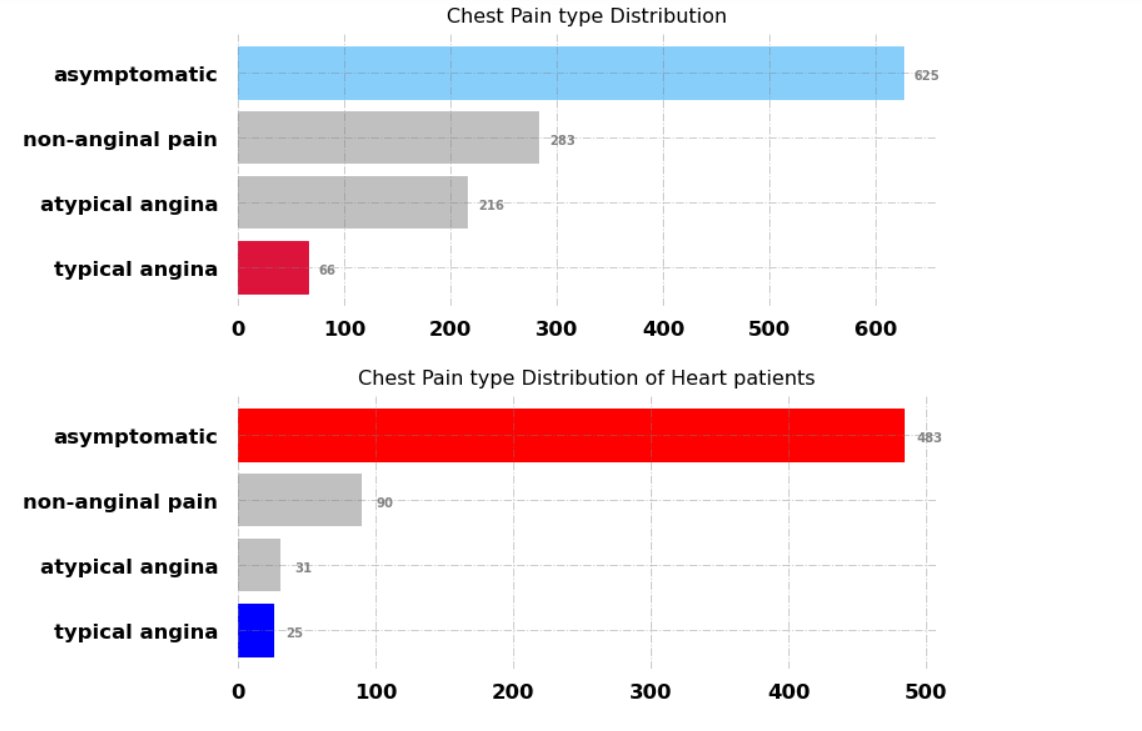 Chest Pain type Distribution
asymptomatic 625
non-anginal pain 283
atypical angina 216
typical angina 66
0 100 200 300 400 500 600
Chest Pain type Distribution of Heart patients
asymptomatic 483
non-anginal pain 90
atypical angina 31
typical angina 25
0 100 200 300 400 500